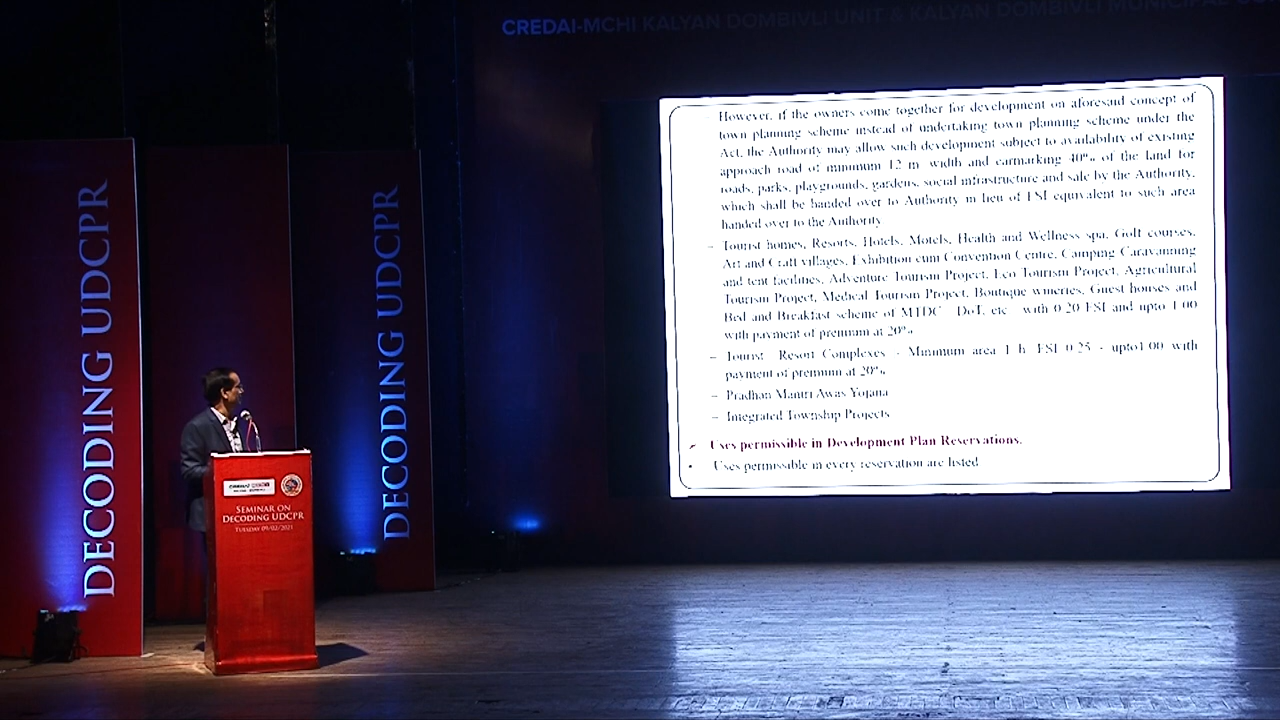 CREDAI-MCHI KALYAN DOMBIVLI UNIT & KALYAN DOMBIVLI MUNICIPAL
However, if the owners come together for development on aforesaid concept of
town planning scheme instead of undertaking town planning scheme under the
Act, the Authority may allow such development subject to availability of existing
approach road of minimum 12 m. width and earmarking 40% of the land for
roads, parks, playgrounds, gardens, social infrastructure and sale by the Authority,
which shall be handed over to Authority in lieu of FSI equivalent to such area
handed over to the Authority
– Tourist homes, Resorts, Hotels, Motels, Health and Wellness spa, Golf courses,
Art and Craft villages, Exhibition cum Convention Centre, Camping Caravanning
and tent facilities, Adventure Tourism Project, Eco Tourism Project, Agricultural
Tourism Project, Medical Tourism Project, Boutique wineries, Guest houses and
Bed and Breakfast scheme of MTDC DoT, etc with 0.20 FSI and upto 1.00
with payment of premium at 20%
– Tourist Resort Complexes - Minimum area 1 h FSI 0.25 - upto1.00 with
payment of premium at 20%.
– Pradhan Mantri Awas Yojana
– Integrated Township Projects
➢ Uses permissible in Development Plan Reservations.
• Uses permissible in every reservation are listed
DECODING UDCPR
DECODING UDCPR
CREDAI MCHI
SEMINAR ON
DECODING UDCPR
TUESDAY 09/02/2021